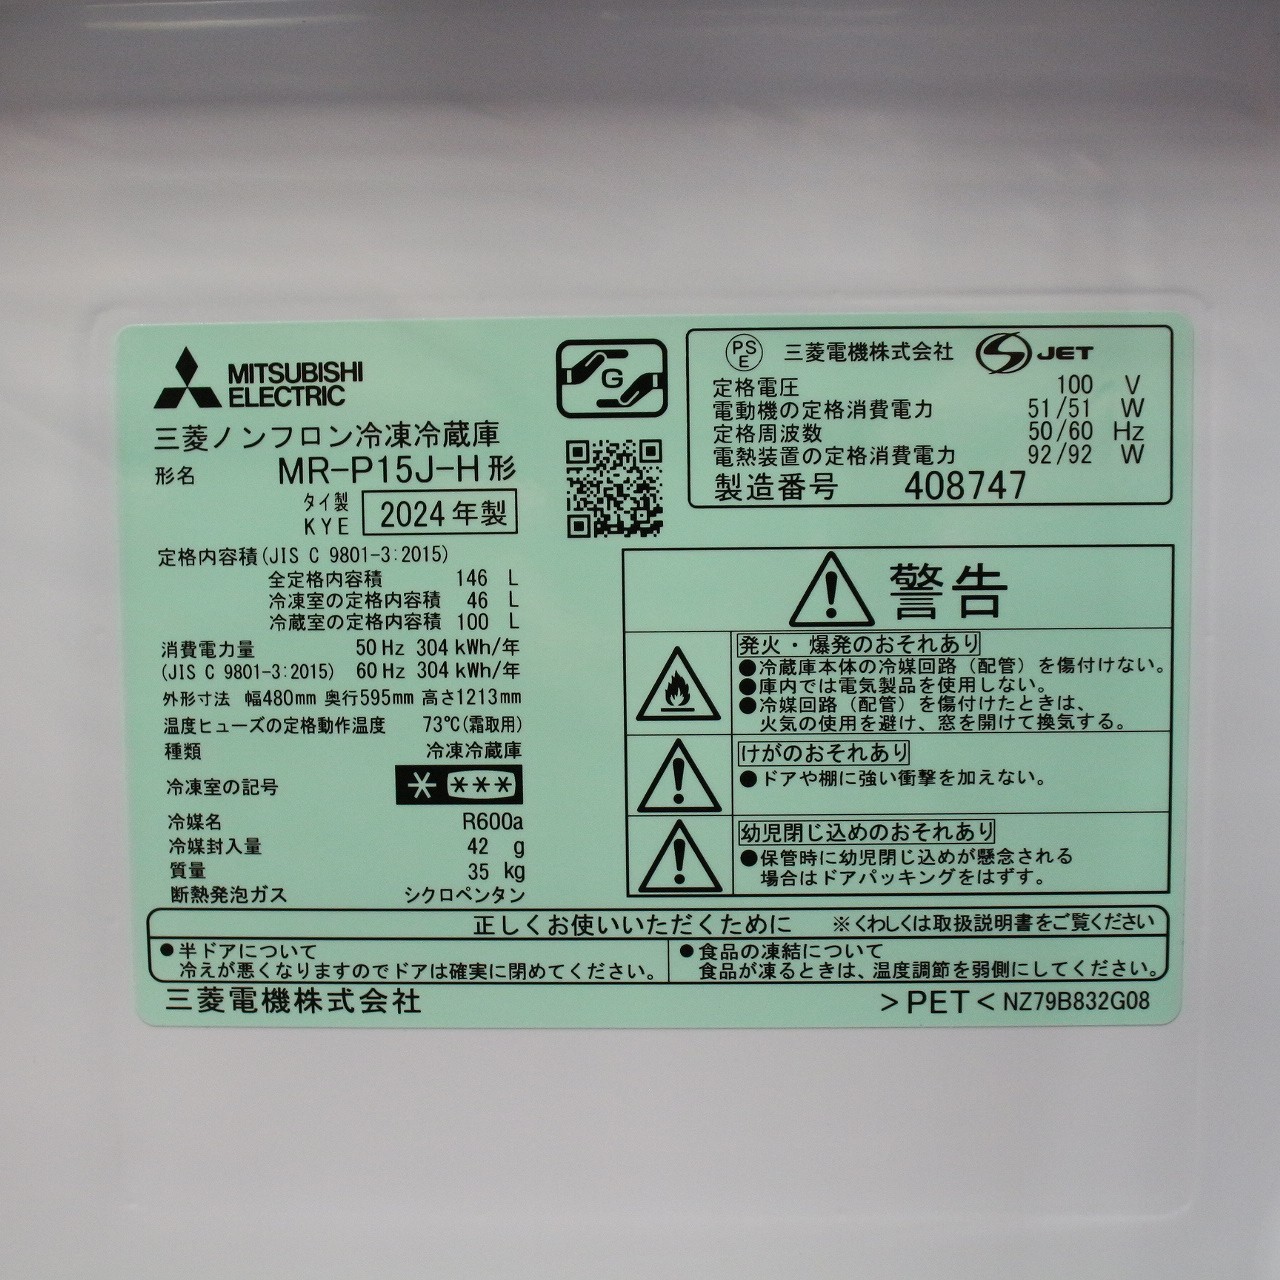 MITSUBISHI
ELECTRIC
三菱ノンフロン冷凍冷蔵庫
形名 MR-P15J-H形
タイ製
KYE 2024年製
定格内容積(JIS C 9801-3:2015)
全定格内容積 146 L
冷凍室の定格内容積 46 L
冷蔵室の定格内容積 100 L
消費電力量 50Hz 304kWh/年
(JIS C 9801-3:2015) 60Hz 304kWh/年
外形寸法 幅480mm 奥行595mm 高さ1213mm
温度ヒューズの定格動作温度 73℃(霜取用)
種類 冷凍冷蔵庫
冷凍室の記号 * ***
冷媒名 R600a
冷媒封入量 42 g
質量 35 kg
断熱発泡ガス シクロペンタン
G
PS
E 三菱電機株式会社 S JET
定格電圧 100 V
電動機の定格消費電力 51/51 W
定格周波数 50/60 Hz
電熱装置の定格消費電力 92/92 W
製造番号 408747
警告
発火・爆発のおそれあり
●冷蔵庫本体の冷媒回路(配管)を傷付けない。
●庫内では電気製品を使用しない。
●冷媒回路(配管)を傷付けたときは、
火気の使用を避け、窓を開けて換気する。
けがのおそれあり
●ドアや棚に強い衝撃を加えない。
幼児閉じ込めのおそれあり
●保管時に幼児閉じ込めが懸念される
場合はドアパッキングをはずす。
正しくお使いいただくために ※くわしくは取扱説明書をご覧ください
●半ドアについて
冷えが悪くなりますのでドアは確実に閉めてください。
●食品の凍結について
食品が凍るときは、温度調節を弱側にしてください。
三菱電機株式会社 >PET< NZ79B832G08